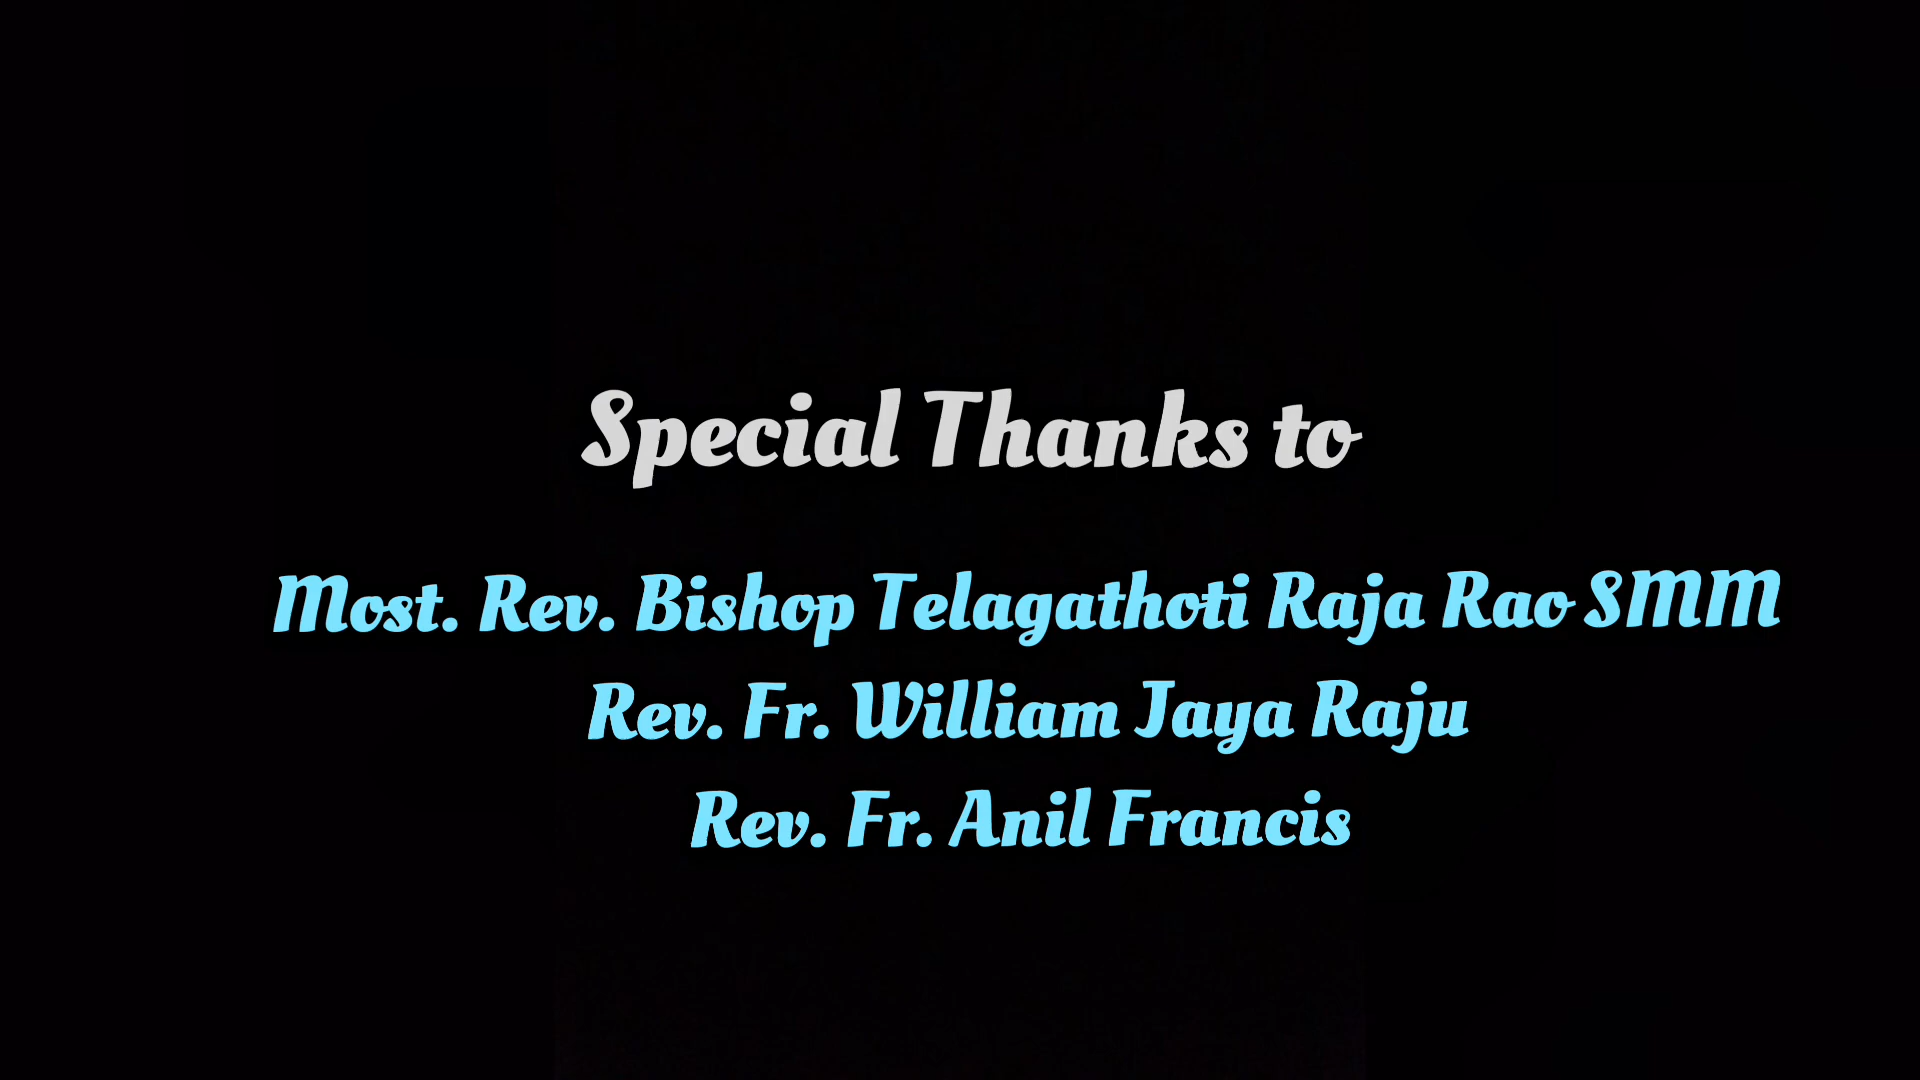 Special Thanks to
Most. Rev. Bishop Telagathoti Raja Rao SMM
Rev. Fr. William Jaya Raju
Rev. Fr. Anil Francis